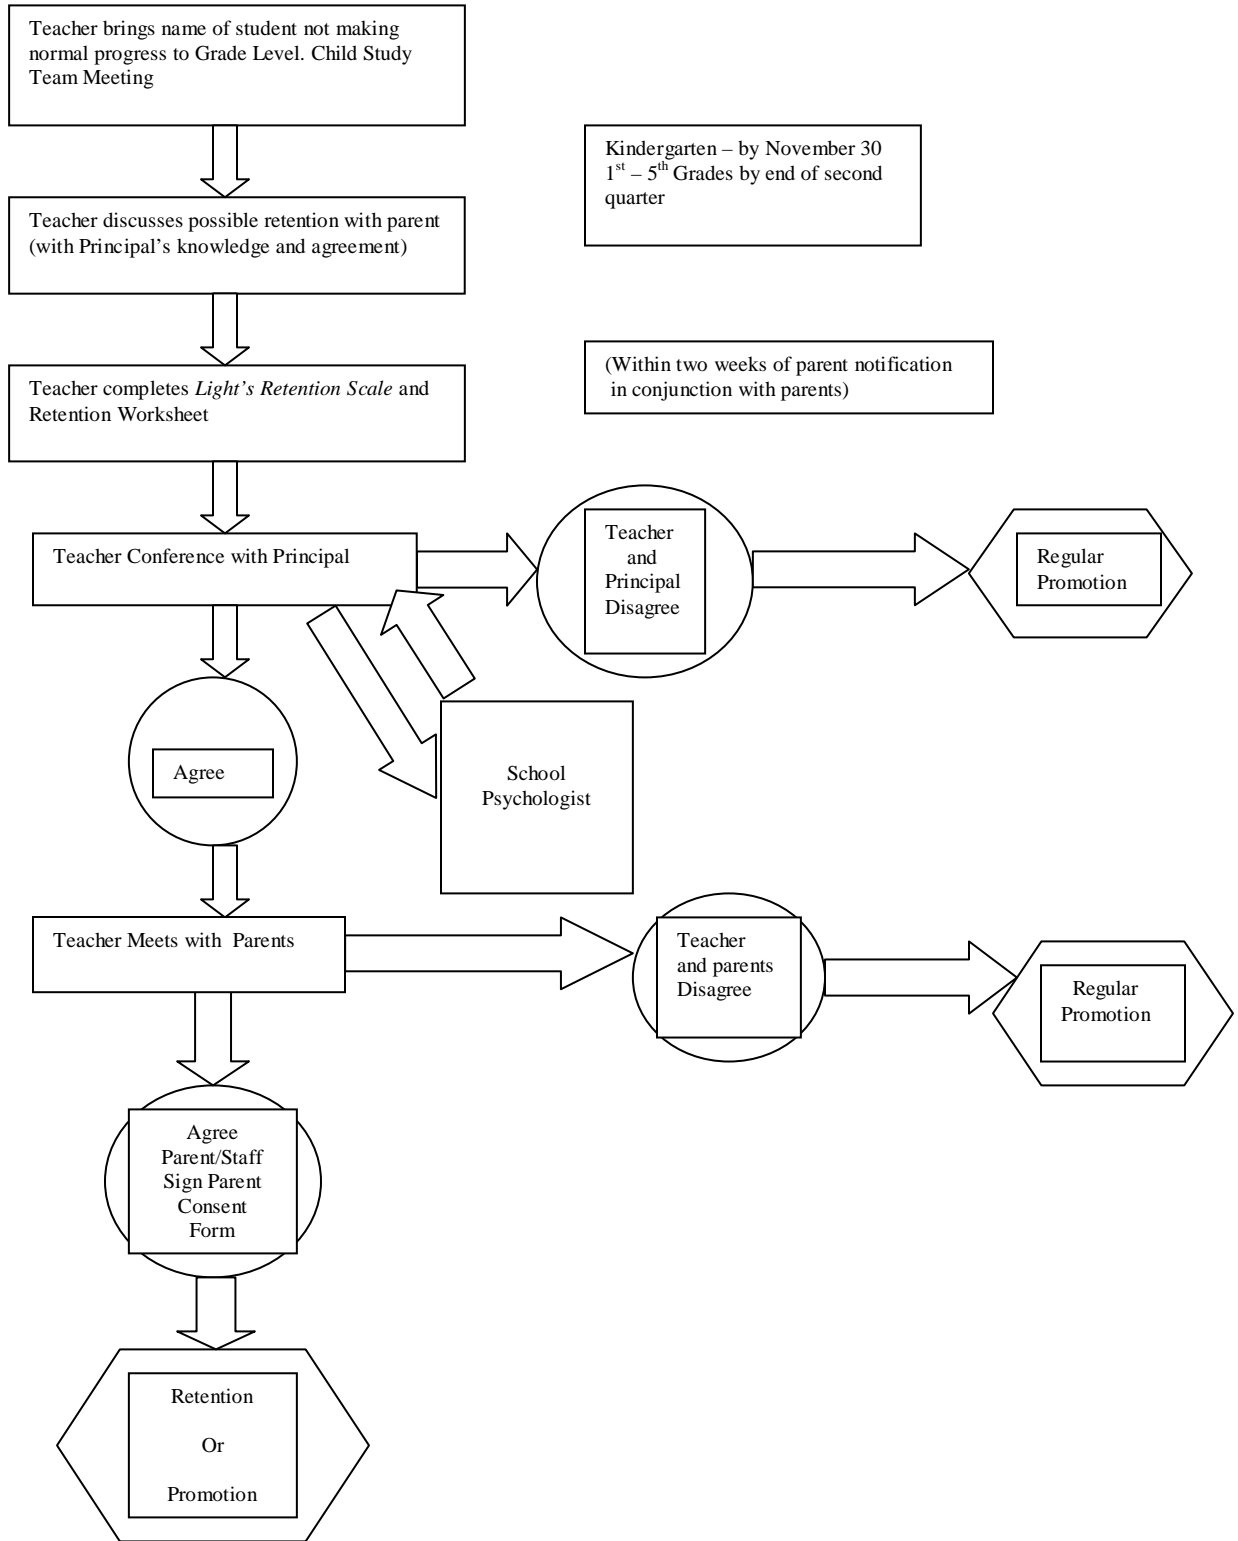 Teacher brings name of student not making
normal progress to Grade Level. Child Study
Team Meeting
Kindergarten – by November 30
1st – 5th Grades by end of second
quarter
Teacher discusses possible retention with parent
(with Principal’s knowledge and agreement)
(Within two weeks of parent notification
in conjunction with parents)
Teacher completes Light’s Retention Scale and
Retention Worksheet
Teacher Conference with Principal
Teacher
and
Principal
Disagree
Regular
Promotion
Agree
School
Psychologist
Teacher Meets with Parents
Teacher
and parents
Disagree
Regular
Promotion
Agree
Parent/Staff
Sign Parent
Consent
Form
Retention
Or
Promotion